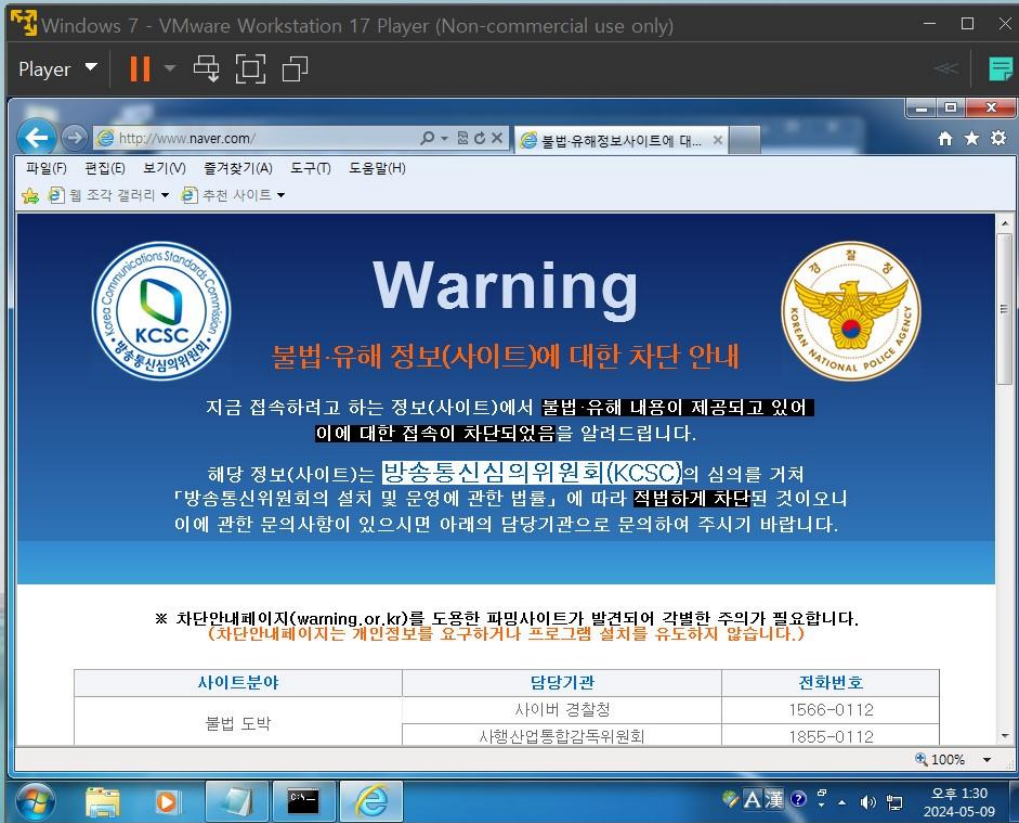 Windows 7 - VMware Workstation 17 Player (Non-commercial use only)
Player
http://www.naver.com/
불법·유해정보사이트에 대...
파일(F) 편집(E) 보기(V) 즐겨찾기(A) 도구(T) 도움말(H)
웹 조각 갤러리 추천 사이트
Korea Communications Standards Commission
KCSC
방송통신심의위원회
Warning
경찰청
KOREAN NATIONAL POLICE AGENCY
불법·유해 정보(사이트)에 대한 차단 안내
지금 접속하려고 하는 정보(사이트)에서 불법·유해 내용이 제공되고 있어
이에 대한 접속이 차단되었음을 알려드립니다.
해당 정보(사이트)는 방송통신심의위원회(KCSC)의 심의를 거쳐
「방송통신위원회의 설치 및 운영에 관한 법률」에 따라 적법하게 차단된 것이오니
이에 관한 문의사항이 있으시면 아래의 담당기관으로 문의하여 주시기 바랍니다.
※ 차단안내페이지(warning.or.kr)를 도용한 파밍사이트가 발견되어 각별한 주의가 필요합니다.
(차단안내페이지는 개인정보를 요구하거나 프로그램 설치를 유도하지 않습니다.)
사이트분야 담당기관 전화번호
불법 도박 사이버 경찰청 1566-0112
사행산업통합감독위원회 1855-0112
100%
C:\
A 漢
오후 1:30
2024-05-09